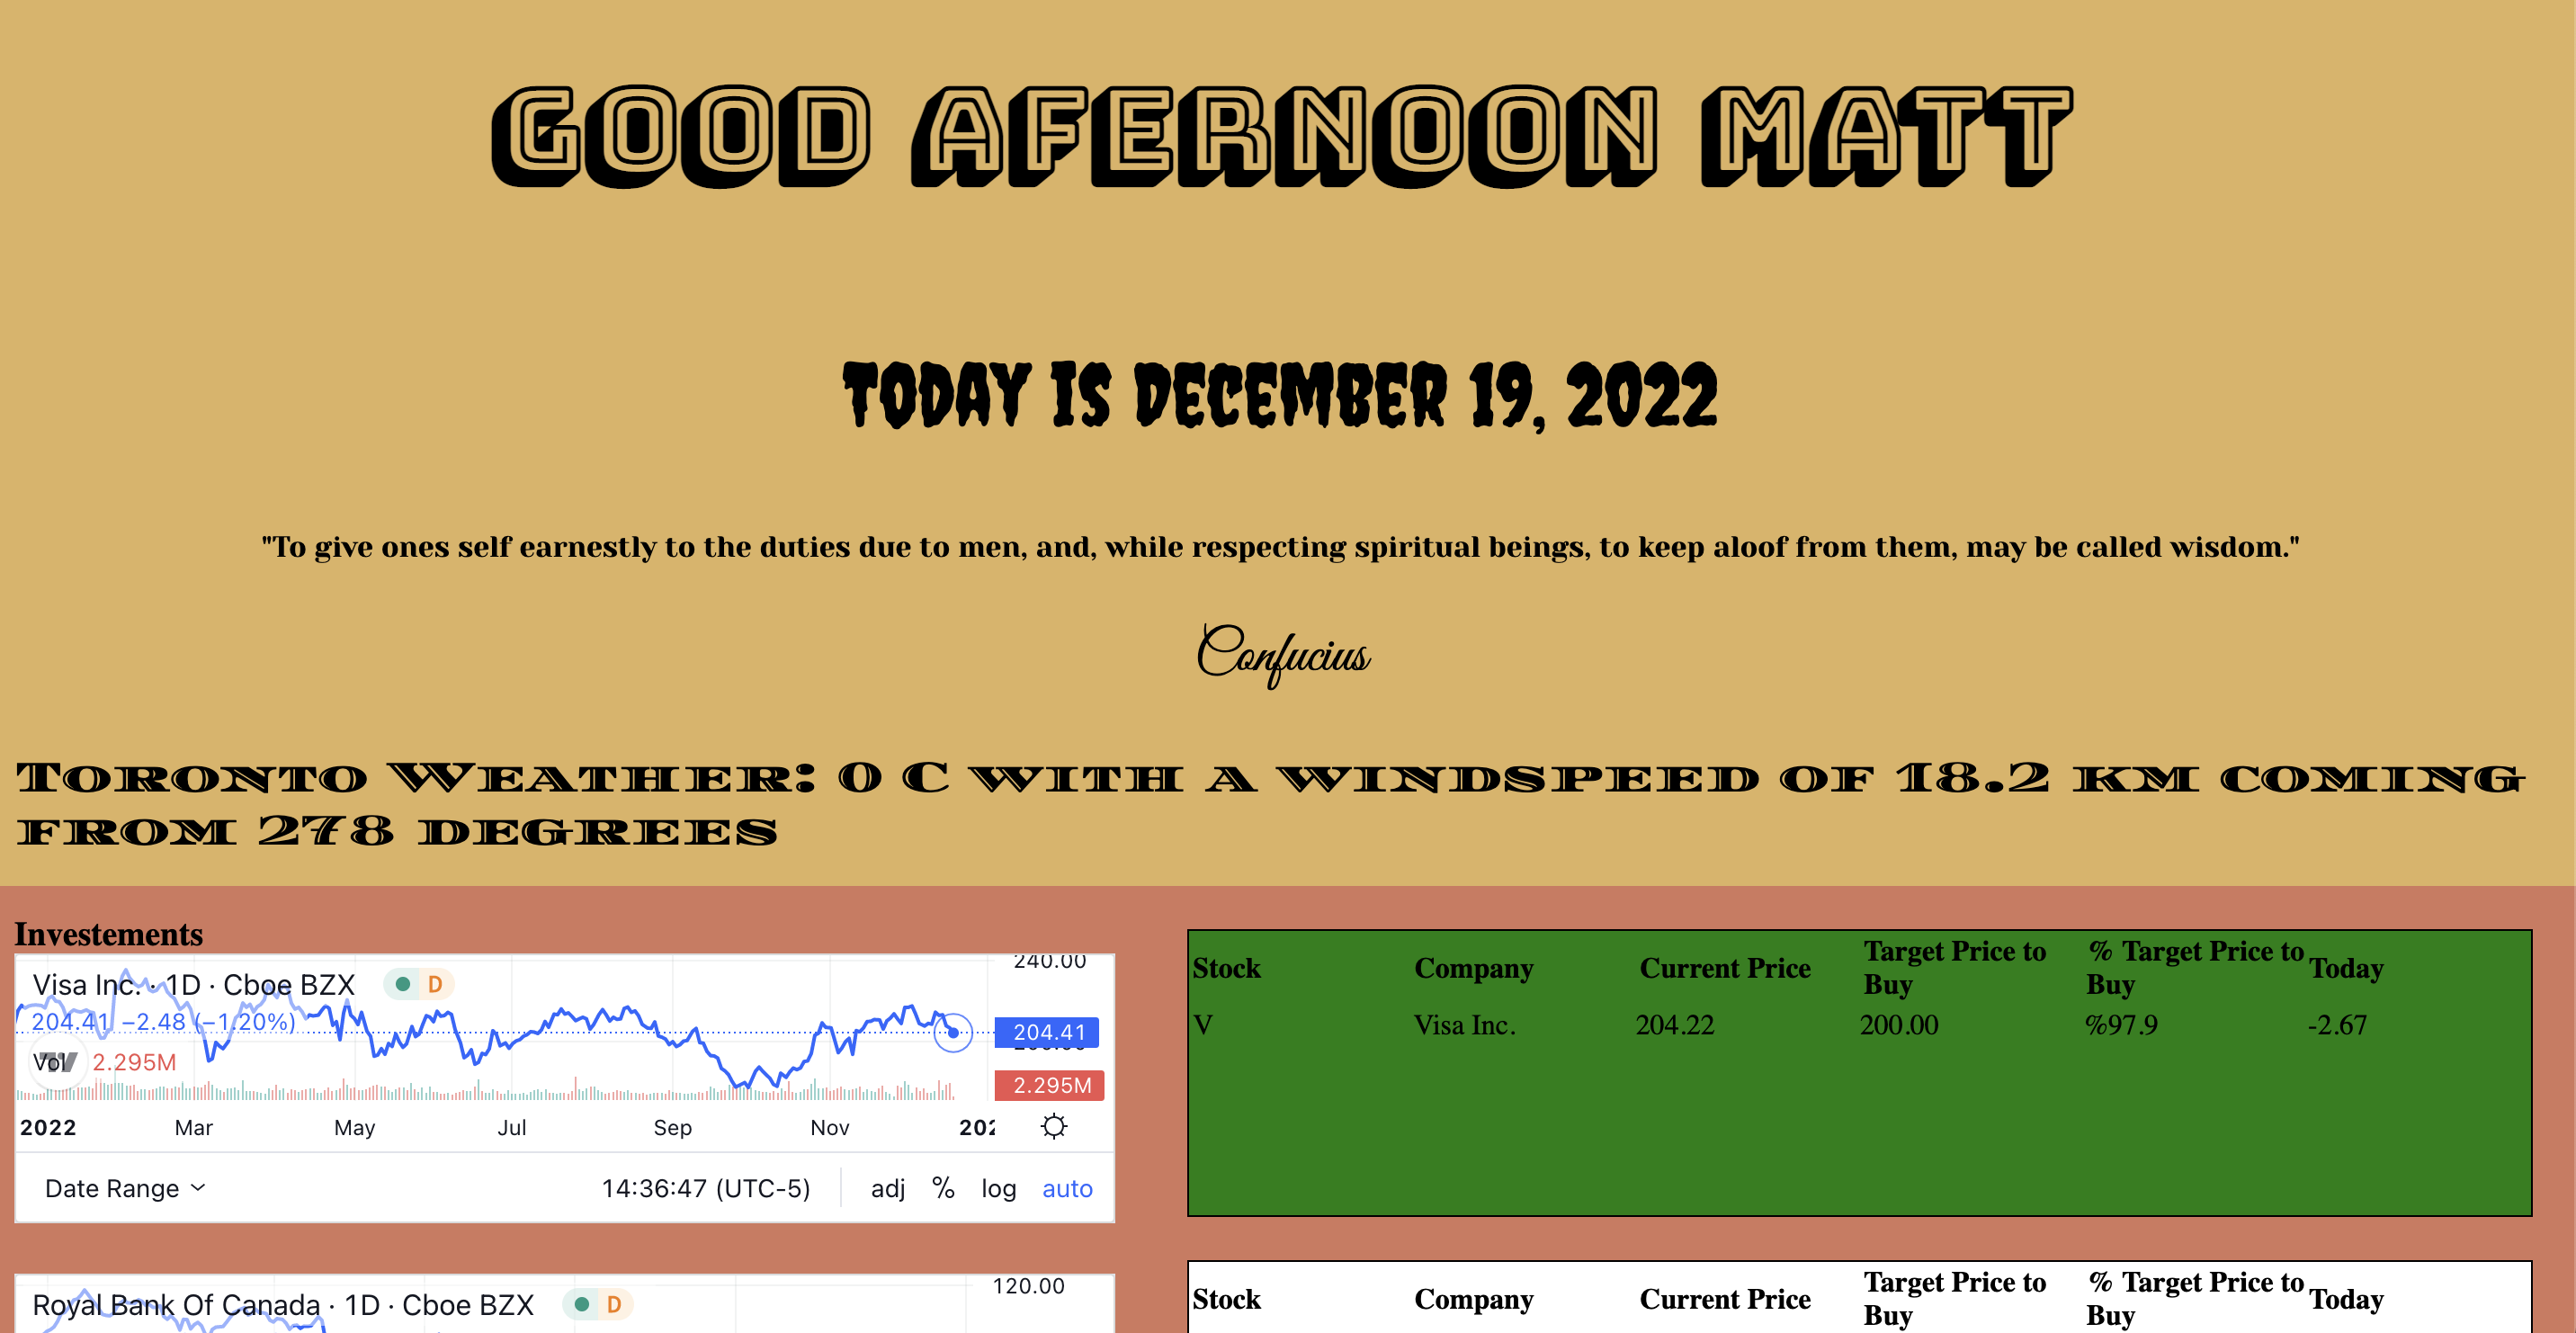 GOOD AFERNOON MATT
TODAY IS DECEMBER 19, 2022
"To give ones self earnestly to the duties due to men, and, while respecting spiritual beings, to keep aloof from them, may be called wisdom."
Confucius
Toronto Weather: 0 C with a windspeed of 18.2 km coming
from 278 degrees
Investements
Visa Inc. · 1D · Cboe BZX D
204.41 −2.48 (−1.20%)
Vol 2.295M
240.00
204.41
2.295M
2022 Mar May Jul Sep Nov 202
Date Range 14:36:47 (UTC-5) adj % log auto
Stock Company Current Price Target Price to Buy % Target Price to Buy Today
V Visa Inc. 204.22 200.00 %97.9 -2.67
Royal Bank Of Canada · 1D · Cboe BZX D
120.00
Stock Company Current Price Target Price to Buy % Target Price to Buy Today